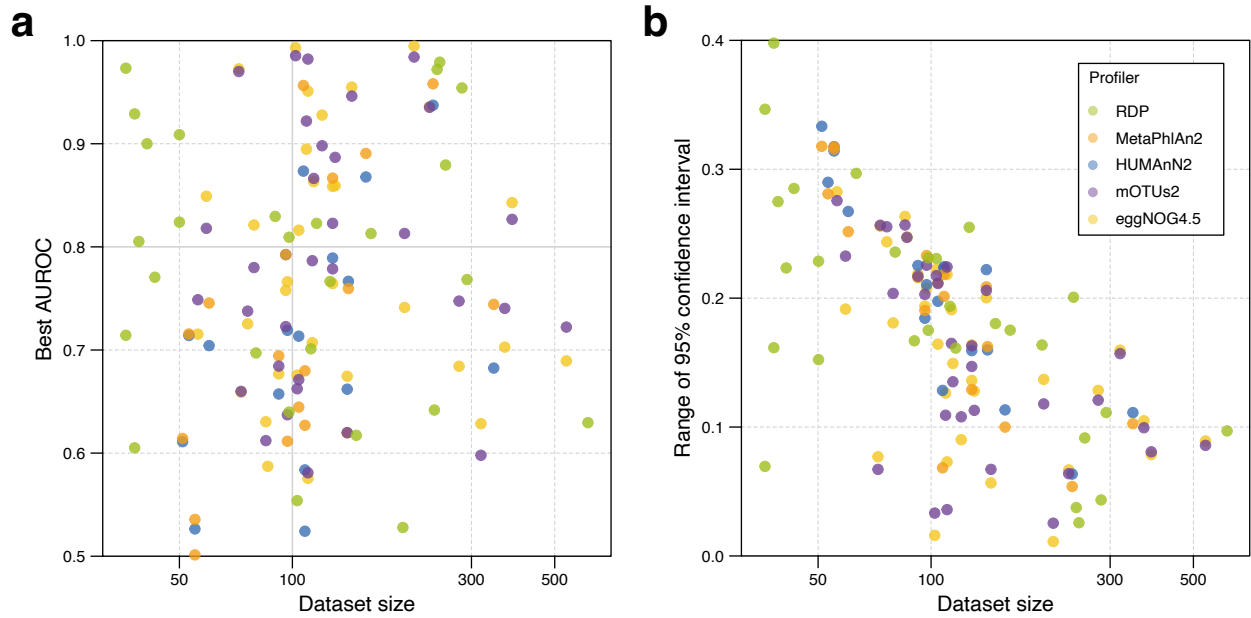 a
1.0
0.9
0.8
0.7
0.6
0.5
Best AUROC
50
100
300
500
Dataset size
b
0.4
0.3
0.2
0.1
0.0
Range of 95% confidence interval
50
100
300
500
Dataset size
Profiler
RDP
MetaPhlAn2
HUMAnN2
mOTUs2
eggNOG4.5